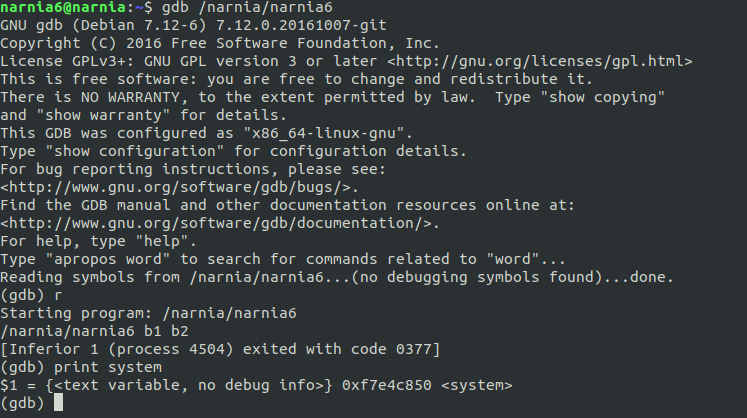 narnia6@narnia:~$ gdb /narnia/narnia6
GNU gdb (Debian 7.12-6) 7.12.0.20161007-git
Copyright (C) 2016 Free Software Foundation, Inc.
License GPLv3+: GNU GPL version 3 or later <http://gnu.org/licenses/gpl.html>
This is free software: you are free to change and redistribute it.
There is NO WARRANTY, to the extent permitted by law.  Type "show copying"
and "show warranty" for details.
This GDB was configured as "x86_64-linux-gnu".
Type "show configuration" for configuration details.
For bug reporting instructions, please see:
<http://www.gnu.org/software/gdb/bugs/>.
Find the GDB manual and other documentation resources online at:
<http://www.gnu.org/software/gdb/documentation/>.
For help, type "help".
Type "apropos word" to search for commands related to "word"...
Reading symbols from /narnia/narnia6...(no debugging symbols found)...done.
(gdb) r
Starting program: /narnia/narnia6
/narnia/narnia6 b1 b2
[Inferior 1 (process 4504) exited with code 0377]
(gdb) print system
$1 = {<text variable, no debug info>} 0xf7e4c850 <system>
(gdb)